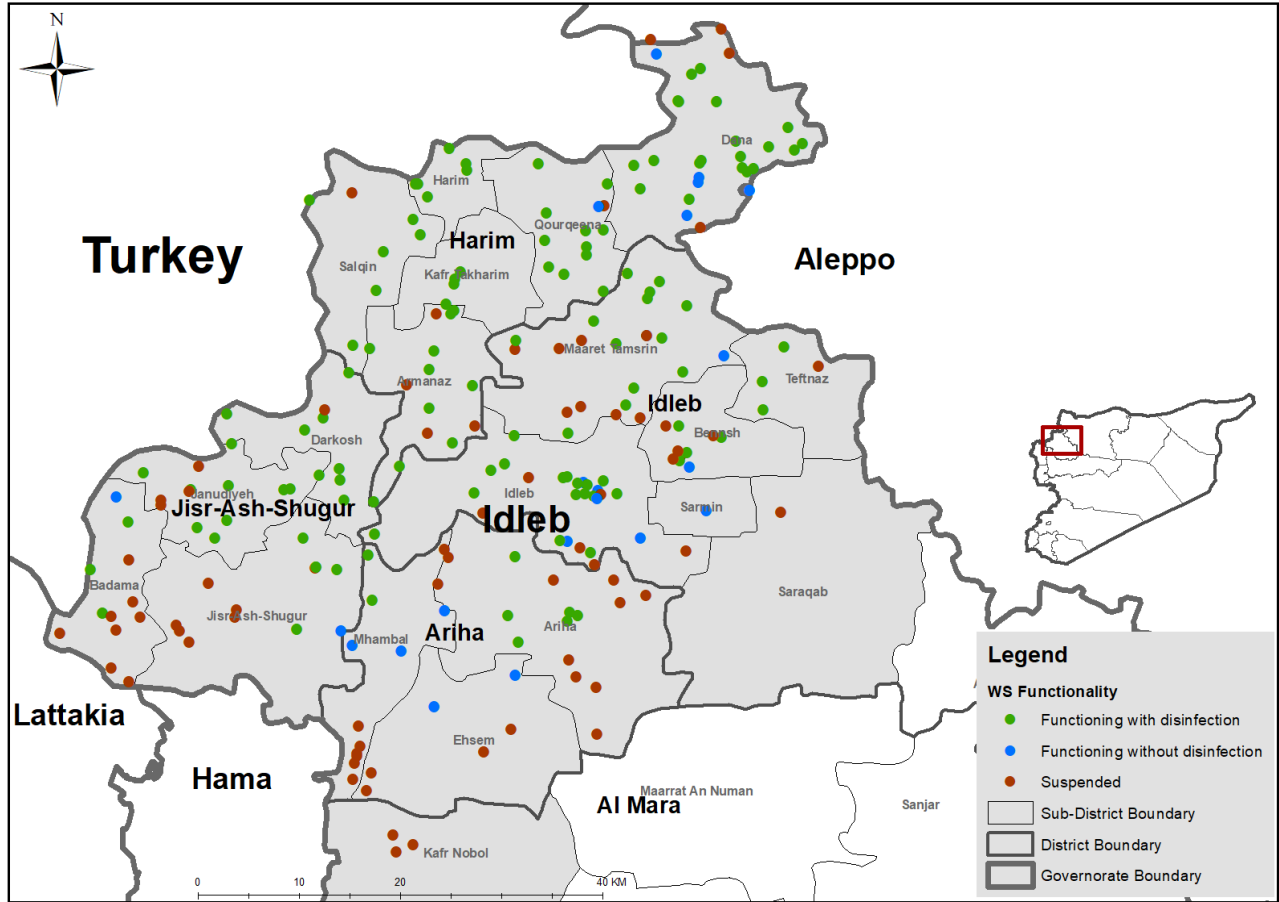 N
Dana
Harim
Turkey
Harim
Qourqeena
Aleppo
Salqin
Kafr Takharim
Maaret Tamsrin
Teftnaz
Armanaz
Idleb
Darkosh
Bennsh
Janudiyeh
Jisr-Ash-Shugur
Idleb
Sarmin
Idleb
Badama
Saraqab
Jisr-Ash-Shugur
Mhambal
Ariha
Ariha
Lattakia
Ehsem
Hama
Al Mara
Maarrat An Numan
Sanjar
Kafr Nobol
0 10 20 40 KM
Legend
WS Functionality
Functioning with disinfection
Functioning without disinfection
Suspended
Sub-District Boundary
District Boundary
Governorate Boundary